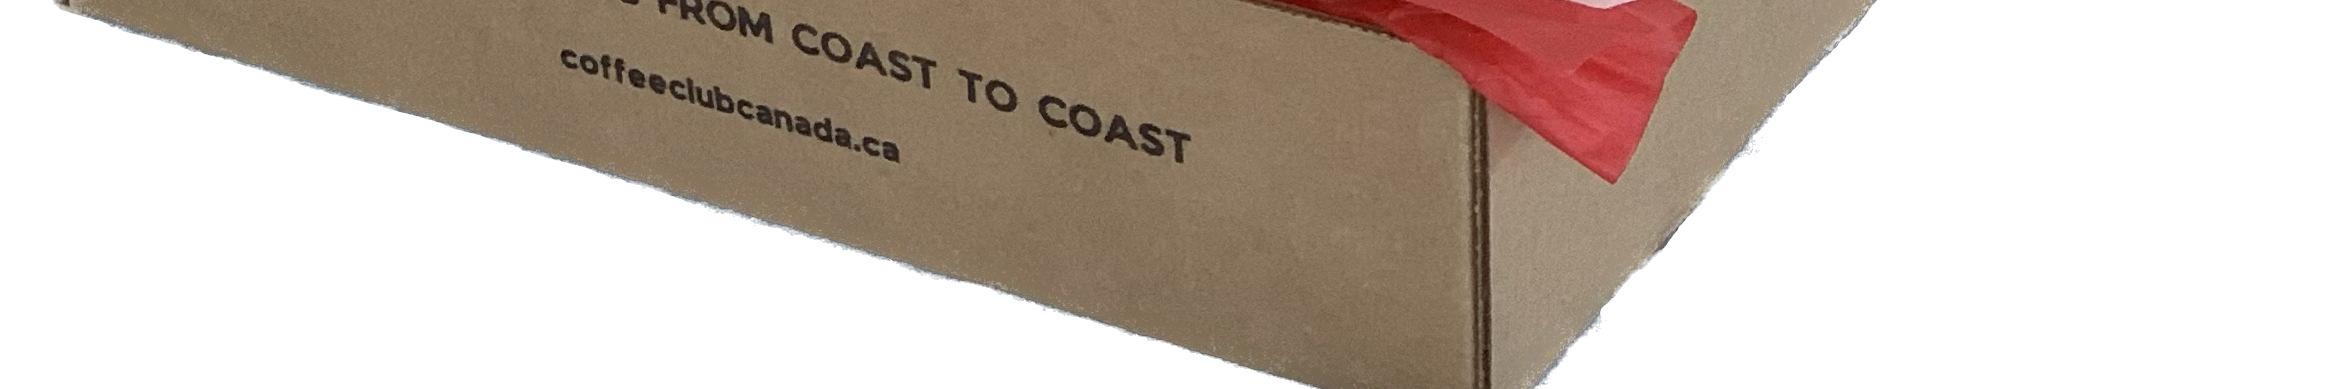 FROM COAST TO COAST
coffeeclubcanada.ca